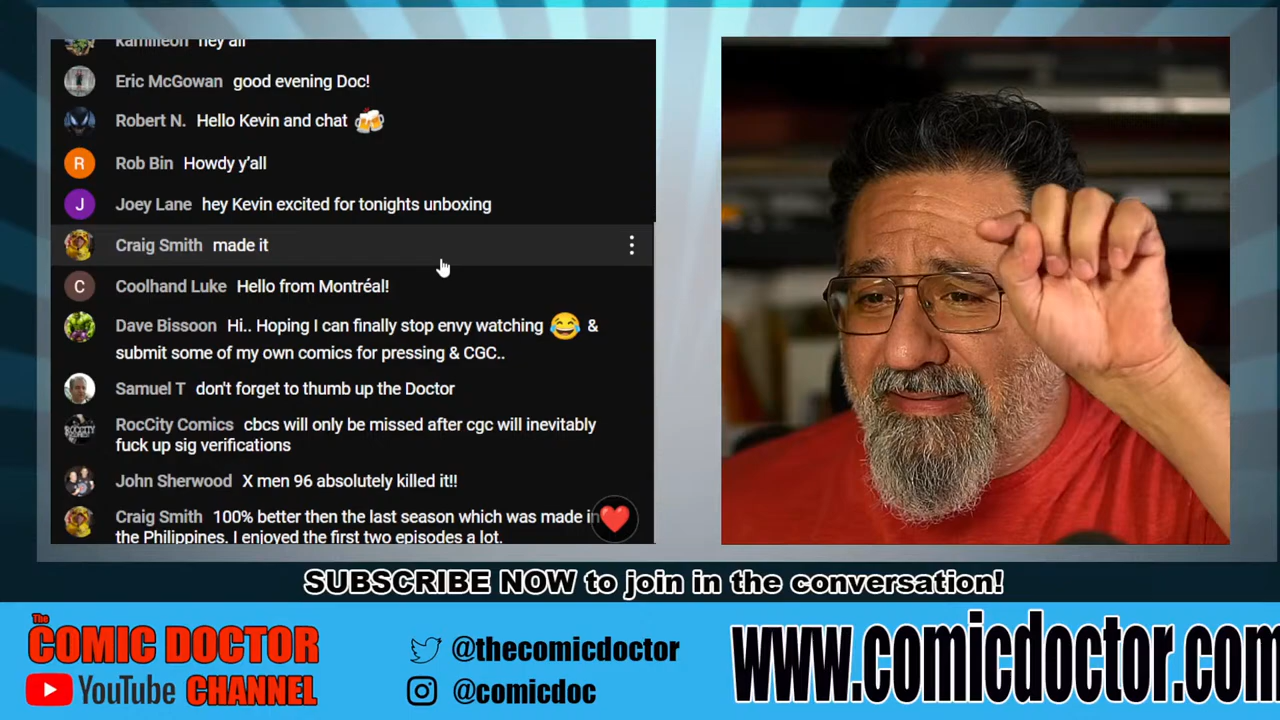 kamilleon hey all
Eric McGowan good evening Doc!
Robert N. Hello Kevin and chat
R Rob Bin Howdy y'all
J Joey Lane hey Kevin excited for tonights unboxing
Craig Smith made it
C Coolhand Luke Hello from Montréal!
Dave Bissoon Hi.. Hoping I can finally stop envy watching 😂 &
submit some of my own comics for pressing & CGC..
Samuel T don't forget to thumb up the Doctor
RocCity Comics cbcs will only be missed after cgc will inevitably
fuck up sig verifications
John Sherwood X men 96 absolutely killed it!!
Craig Smith 100% better then the last season which was made in
the Philippines. I enjoyed the first two episodes a lot.
SUBSCRIBE NOW to join in the conversation!
The
COMIC DOCTOR
YouTube CHANNEL
@thecomicdoctor
@comicdoc
www.comicdoctor.com